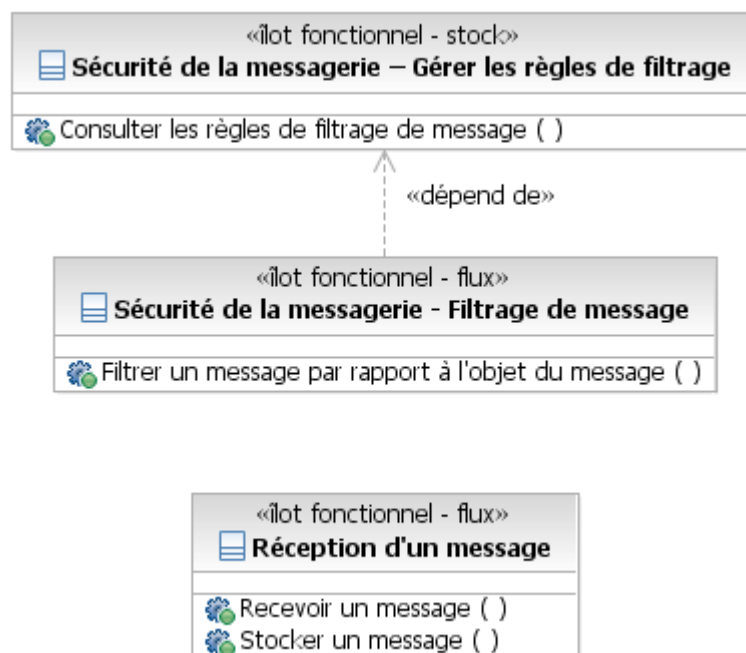 «îlot fonctionnel - stock»
Sécurité de la messagerie – Gérer les règles de filtrage
Consulter les règles de filtrage de message ( )
«dépend de»
«îlot fonctionnel - flux»
Sécurité de la messagerie - Filtrage de message
Filtrer un message par rapport à l'objet du message ( )
«îlot fonctionnel - flux»
Réception d'un message
Recevoir un message ( )
Stocker un message ( )